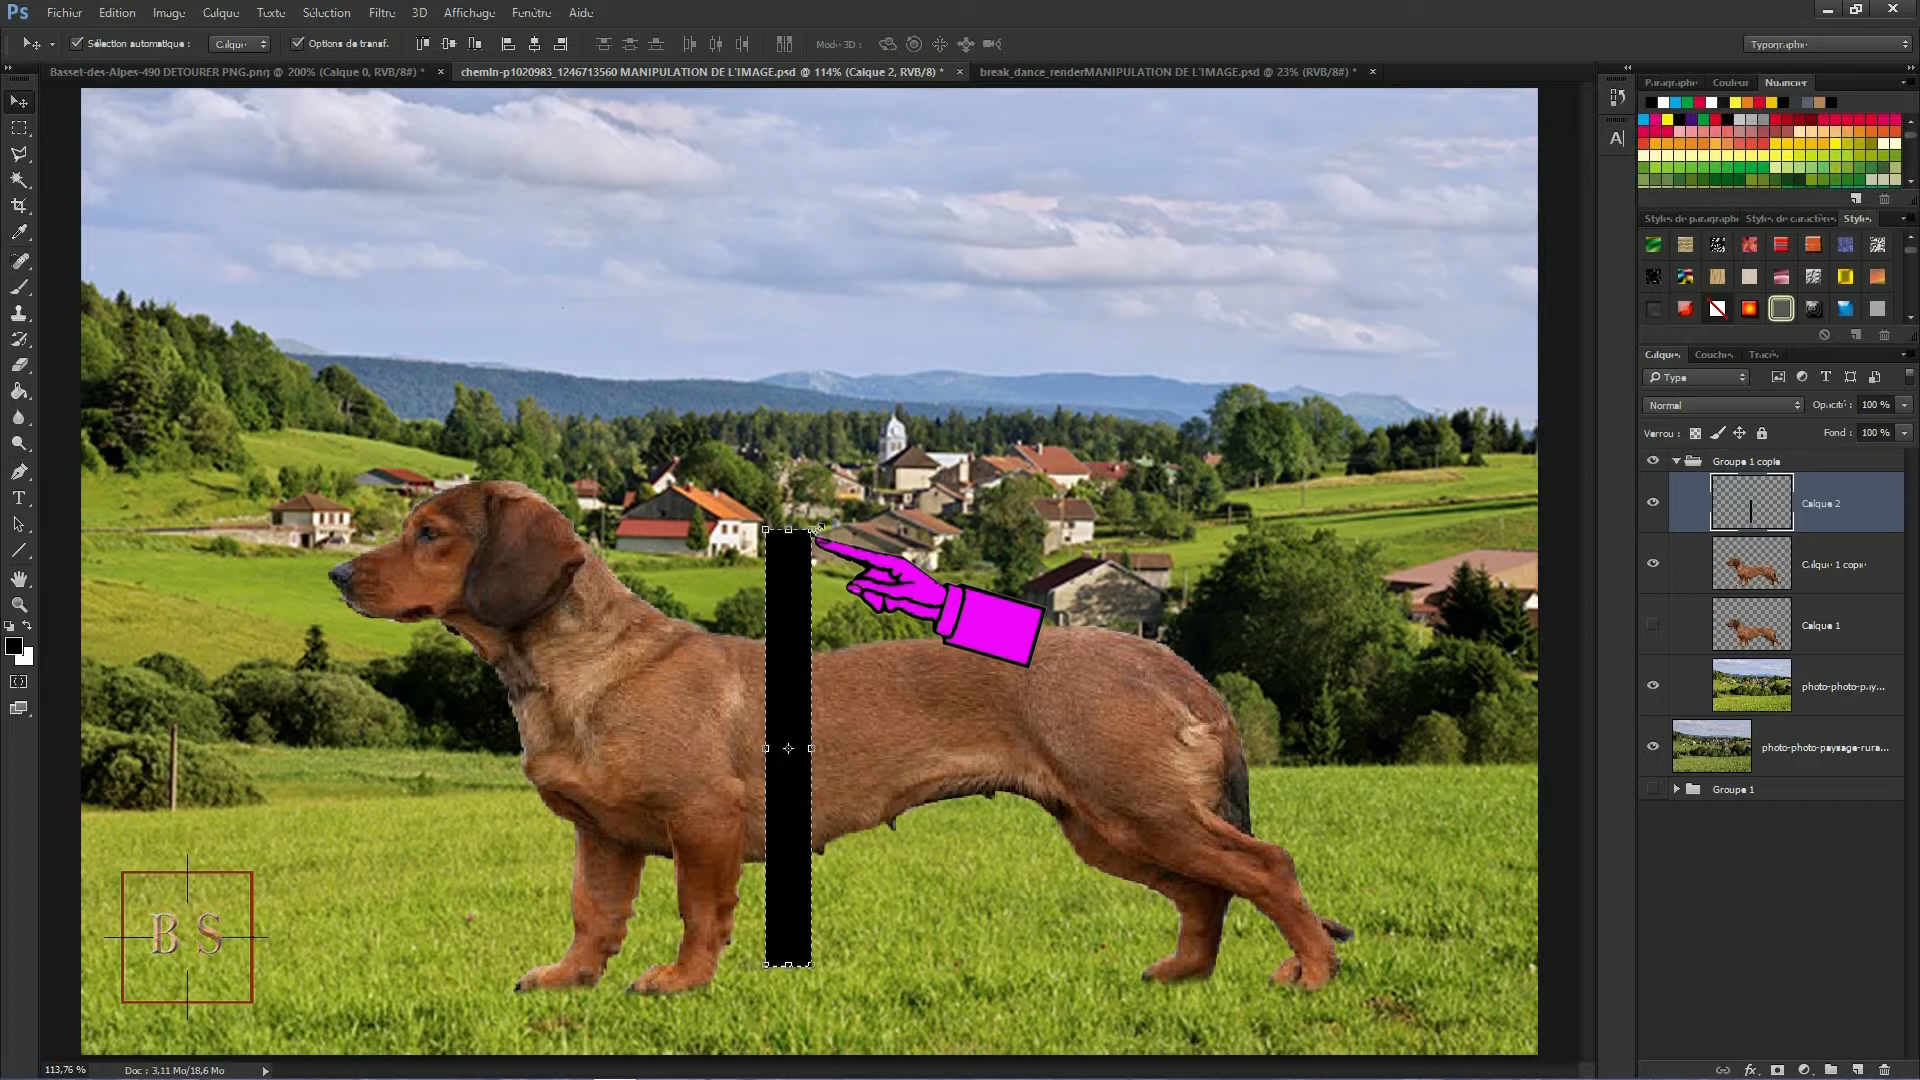 Ps Fichier Edition Image Calque Texte Sélection Filtre 3D Affichage Fenêtre Aide
Sélection automatique : Calque Options de transf. Mode 3D : Typographie
Basset-des-Alpes-490 DETOURER PNG.png @ 200% (Calque 0, RVB/8#) * × chemin-p1020983_1246713560 MANIPULATION DE L'IMAGE.psd @ 114% (Calque 2, RVB/8) * × break_dance_renderMANIPULATION DE L'IMAGE.psd @ 23% (RVB/8#) * ×
Paragraphe Couleur Nuancier
A|
Styles de paragraphe Styles de caractères Styles
Calques Couches Tracés
Type
Normal Opacité : 100 %
Verrou : Fond : 100 %
Groupe 1 copie
Calque 2
Calque 1 copie
Calque 1
photo-photo-pay...
photo-photo-paysage-rura...
Groupe 1
B S
113,76 % Doc : 3,11 Mo/18,6 Mo
fx